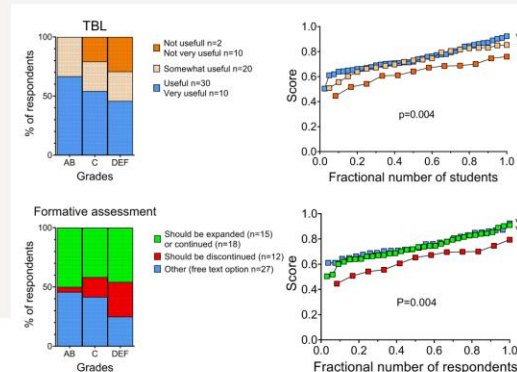 TBL
100
50
0
% of respondents
AB C DEF
Grades
Not usefull n=2
Not very useful n=10
Somewhat useful n=20
Useful n=30
Very useful n=10
1.0
0.8
0.6
0.4
0.2
0
Score
p=0.004
0 0.2 0.4 0.6 0.8 1.0
Fractional number of students
Formative assessment
100
50
0
% of respondents
AB C DEF
Grades
Should be expanded (n=15)
or continued (n=18)
Should be discontinued (n=12)
Other (free text option n=27)
1.0
0.8
0.6
0.4
0.2
0
Score
P=0.004
0 0.2 0.4 0.6 0.8 1.0
Fractional number of respondents